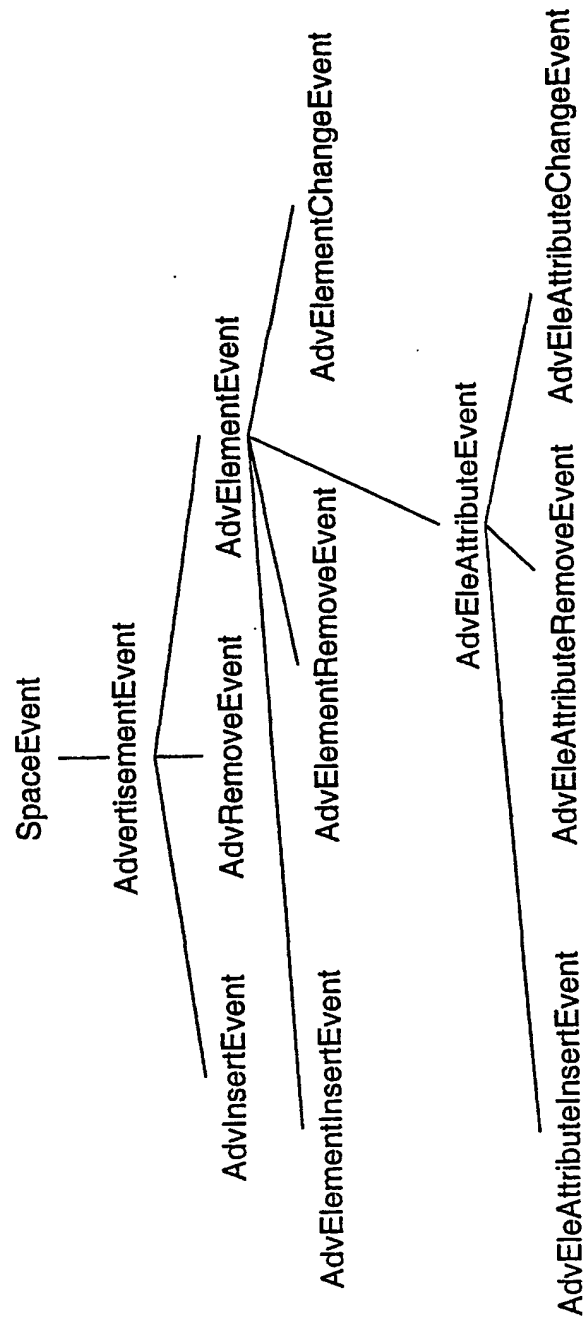 SpaceEvent
AdvertisementEvent
AdvInsertEvent
AdvRemoveEvent
AdvElementEvent
AdvElementInsertEvent
AdvElementRemoveEvent
AdvElementChangeEvent
AdvEleAttributeEvent
AdvEleAttributeInsertEvent
AdvEleAttributeRemoveEvent
AdvEleAttributeChangeEvent